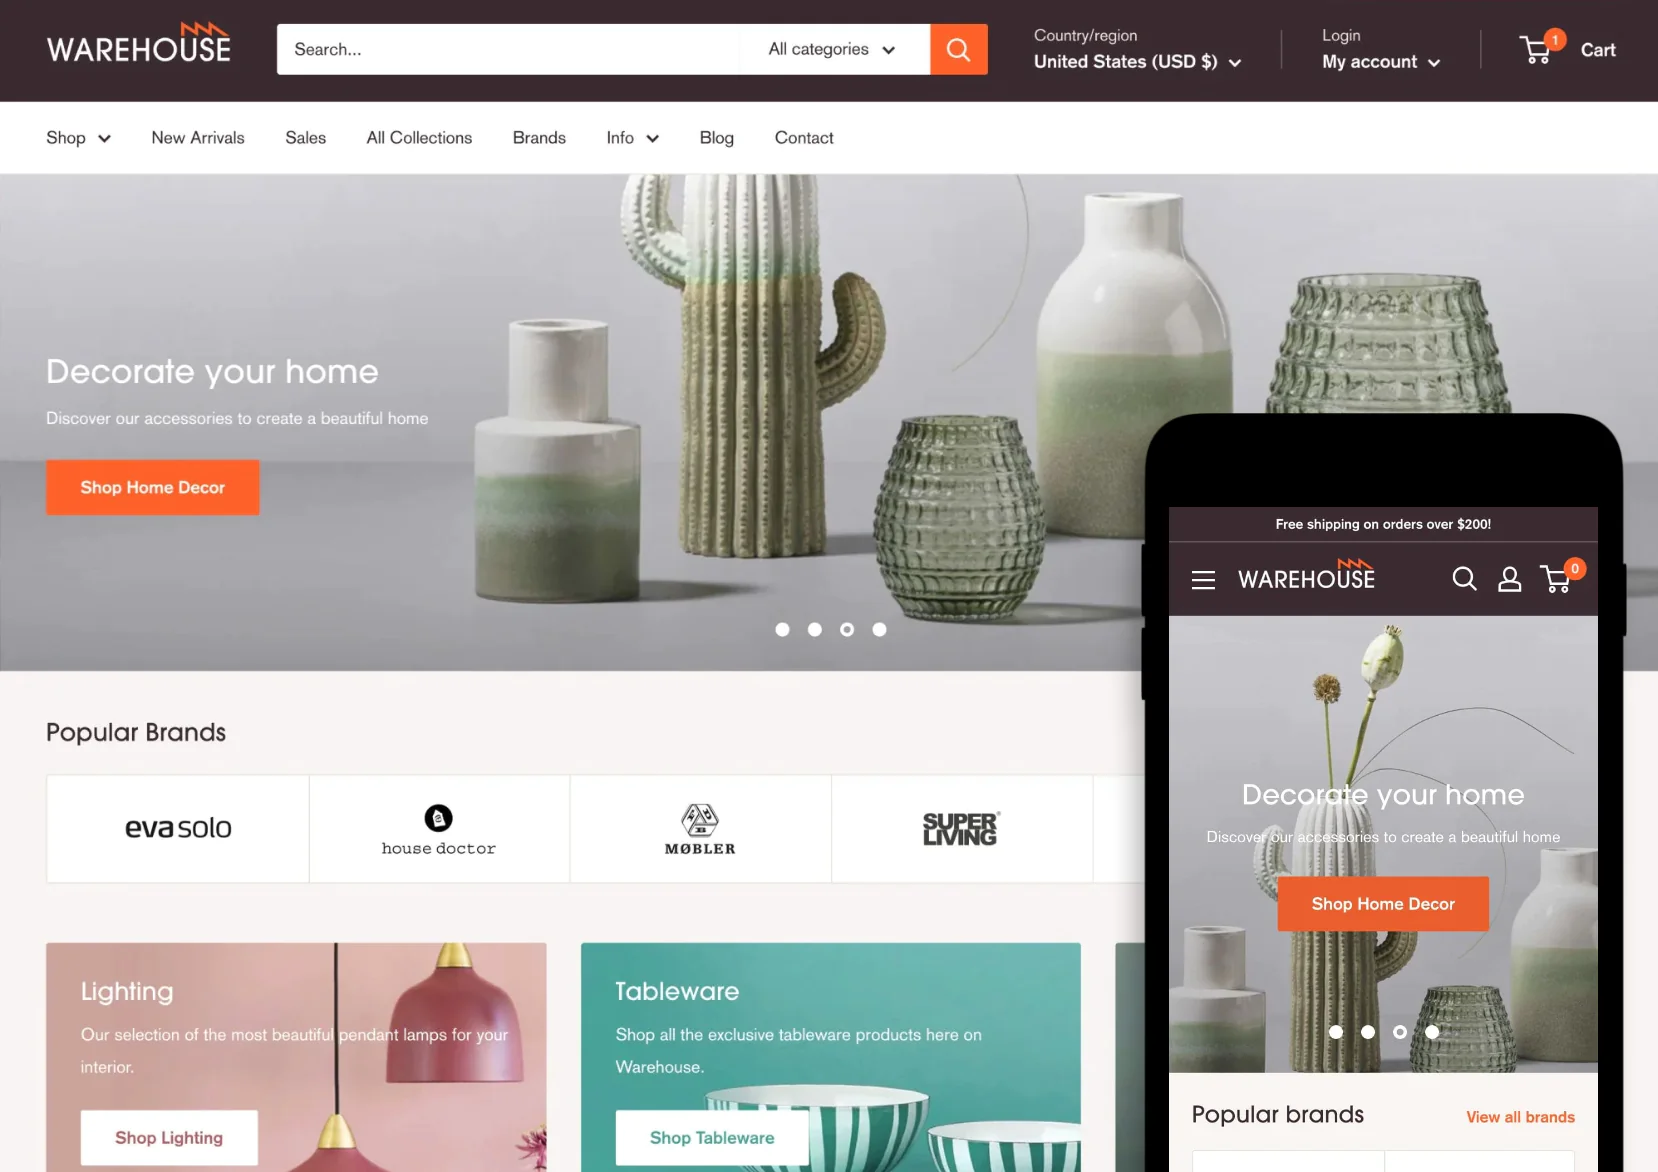 WAREHOUSE
Search...
All categories
Country/region
United States (USD $)
Login
My account
1
Cart
Shop
New Arrivals
Sales
All Collections
Brands
Info
Blog
Contact
Decorate your home
Discover our accessories to create a beautiful home
Shop Home Decor
Popular Brands
eva solo
house doctor
MØBLER
SUPER
LIVING
Lighting
Our selection of the most beautiful pendant lamps for your
interior.
Shop Lighting
Tableware
Shop all the exclusive tableware products here on
Warehouse.
Shop Tableware
Free shipping on orders over $200!
WAREHOUSE
0
Decorate your home
Discover our accessories to create a beautiful home
Shop Home Decor
Popular brands
View all brands